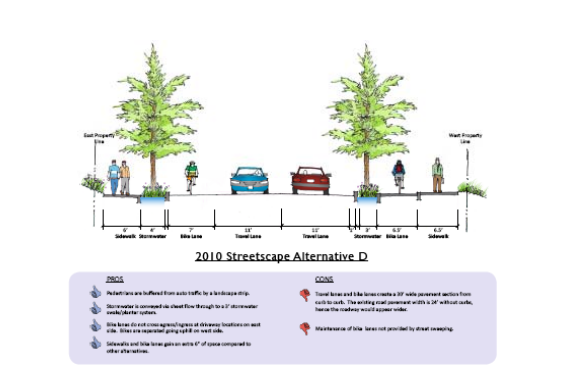 East Property
Line
West Property
Line
6' 7' 11' 3' 6.5' 6.5'
Sidewalk Stormwater Bike Lane Travel Lane Travel Lane Stormwater Bike Lane Sidewalk
2010 Streetscape Alternative D
PROS
Pedestrians are buffered from auto traffic by a landscape strip.
Stormwater is conveyed via sheet flow through to a 3' stormwater
swale/planter system.
Bike lanes do not cross egress/ingress at driveway locations on east
side. Bikes are separated going uphill on west side.
Sidewalks and bike lanes gain an extra 6" of space compared to
other alternatives.
CONS
Travel lanes and bike lanes create a 30' wide pavement section from
curb to curb. The existing road pavement width is 24' without curbs,
hence the roadway would appear wider.
Maintenance of bike lanes not provided by street sweeping.